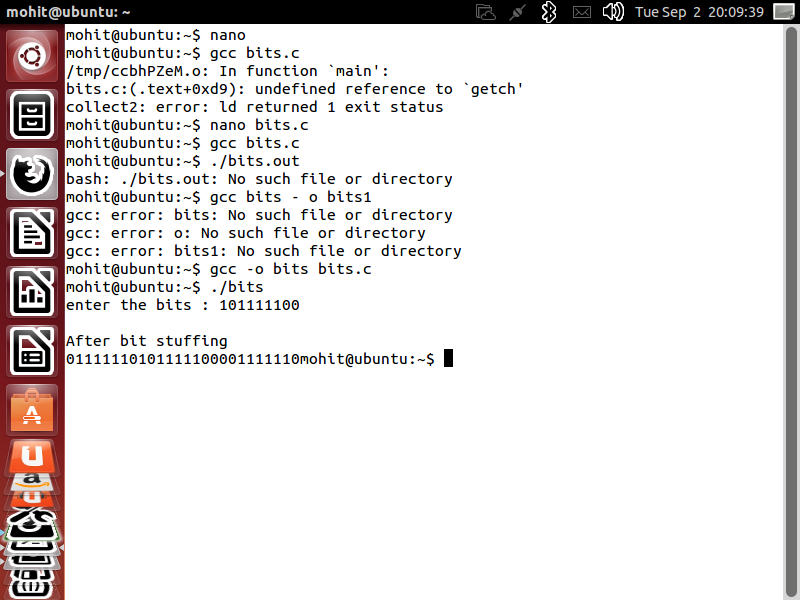 mohit@ubuntu: ~
Tue Sep 2 20:09:39
mohit@ubuntu:~$ nano
mohit@ubuntu:~$ gcc bits.c
/tmp/ccbhPZeM.o: In function `main':
bits.c:(.text+0xd9): undefined reference to `getch'
collect2: error: ld returned 1 exit status
mohit@ubuntu:~$ nano bits.c
mohit@ubuntu:~$ gcc bits.c
mohit@ubuntu:~$ ./bits.out
bash: ./bits.out: No such file or directory
mohit@ubuntu:~$ gcc bits - o bits1
gcc: error: bits: No such file or directory
gcc: error: o: No such file or directory
gcc: error: bits1: No such file or directory
mohit@ubuntu:~$ gcc -o bits bits.c
mohit@ubuntu:~$ ./bits
enter the bits : 101111100
After bit stuffing
01111110101111100001111110mohit@ubuntu:~$